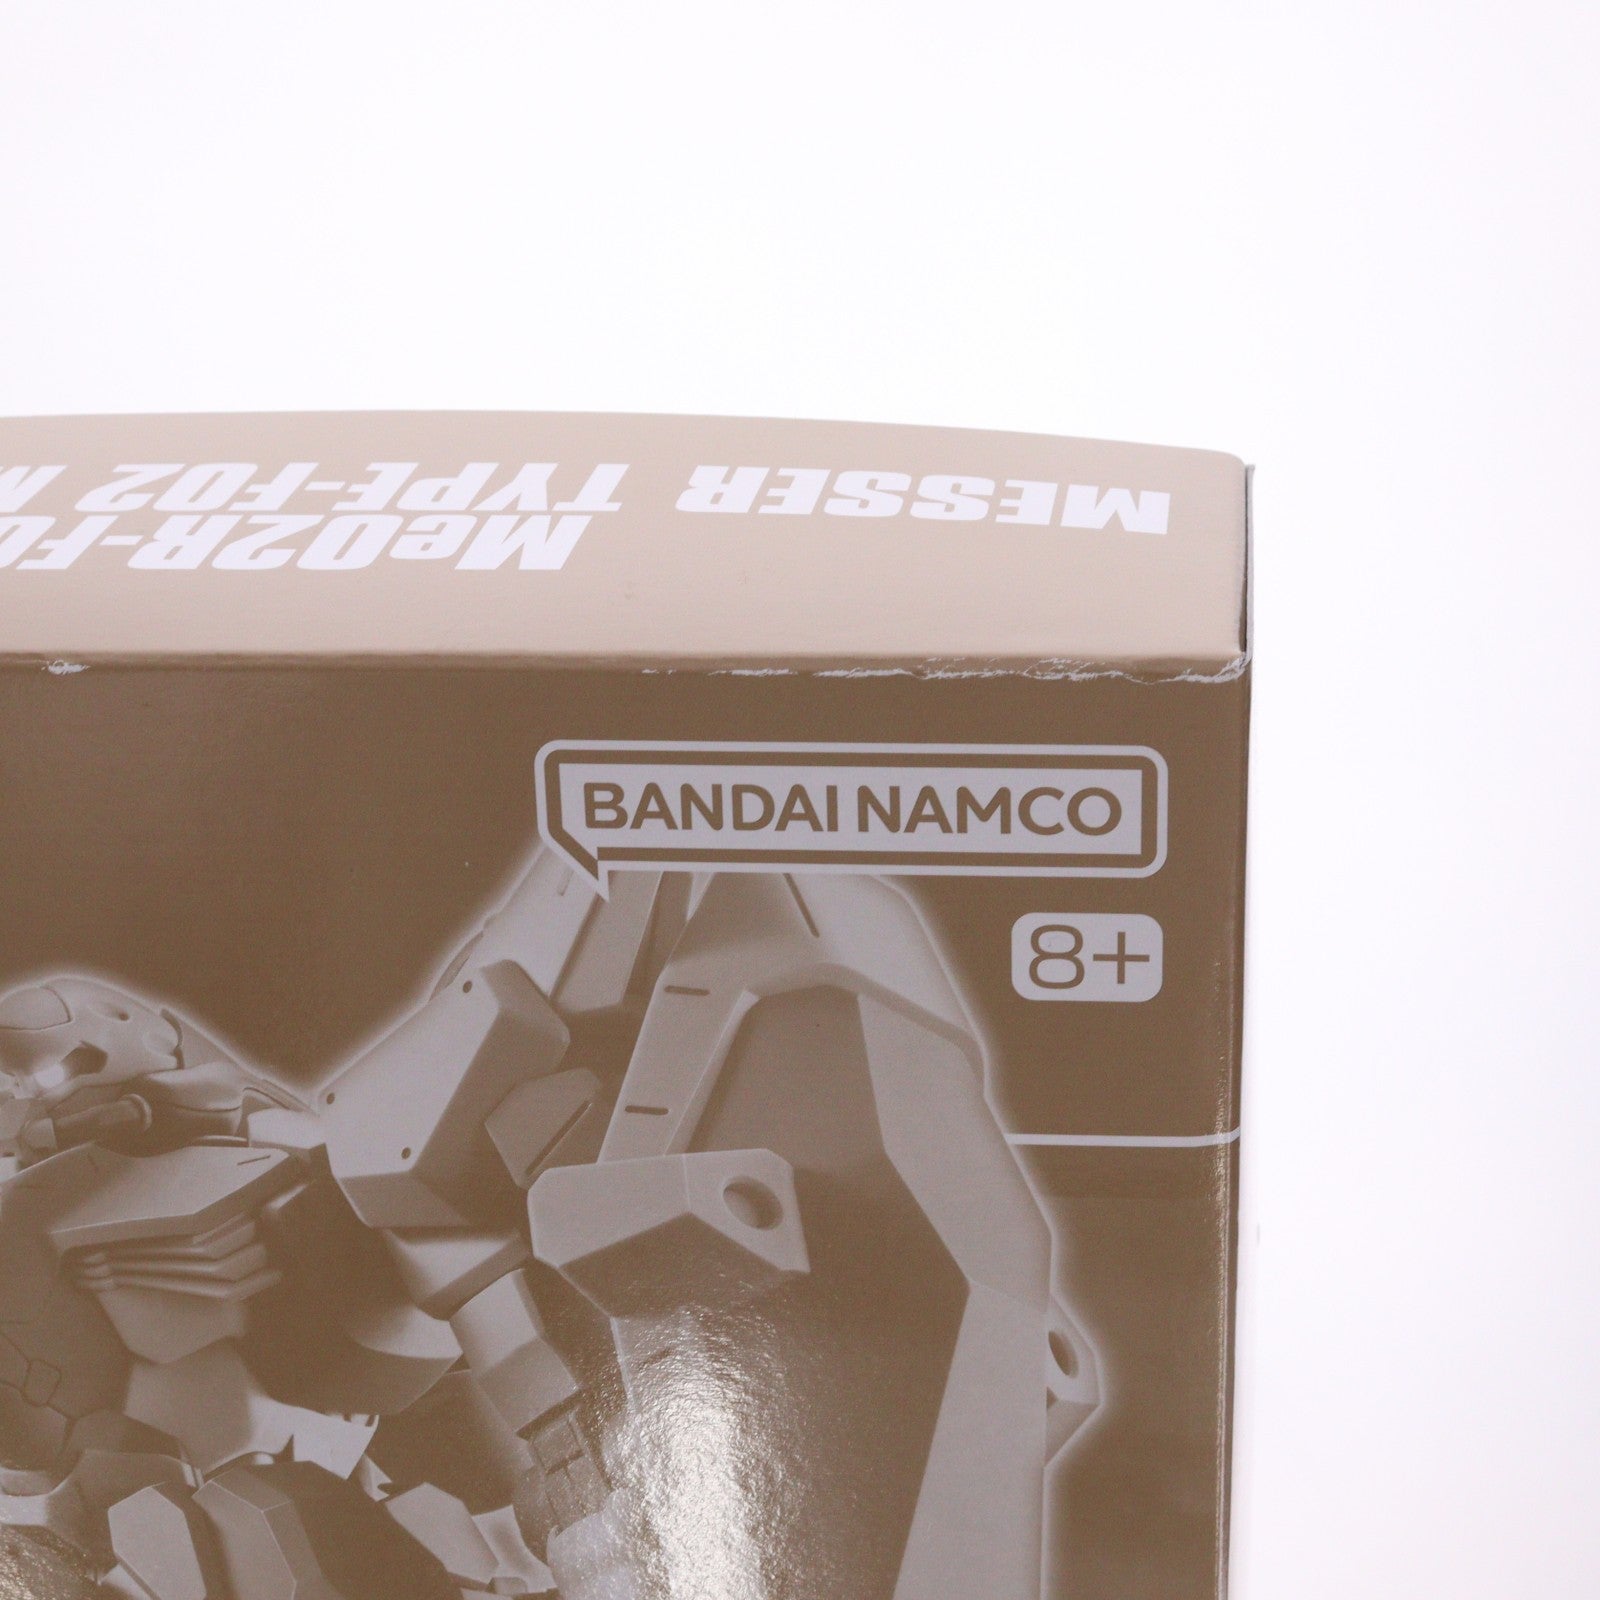 MESSER TYPE-F02
Me02R-F0
BANDAI NAMCO
8+